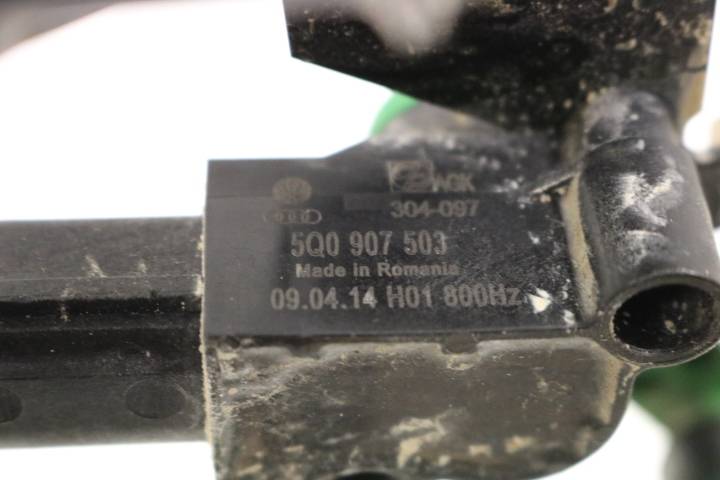 304-097
5Q0 907 503
Made in Romania
09.04.14 H01 800Hz